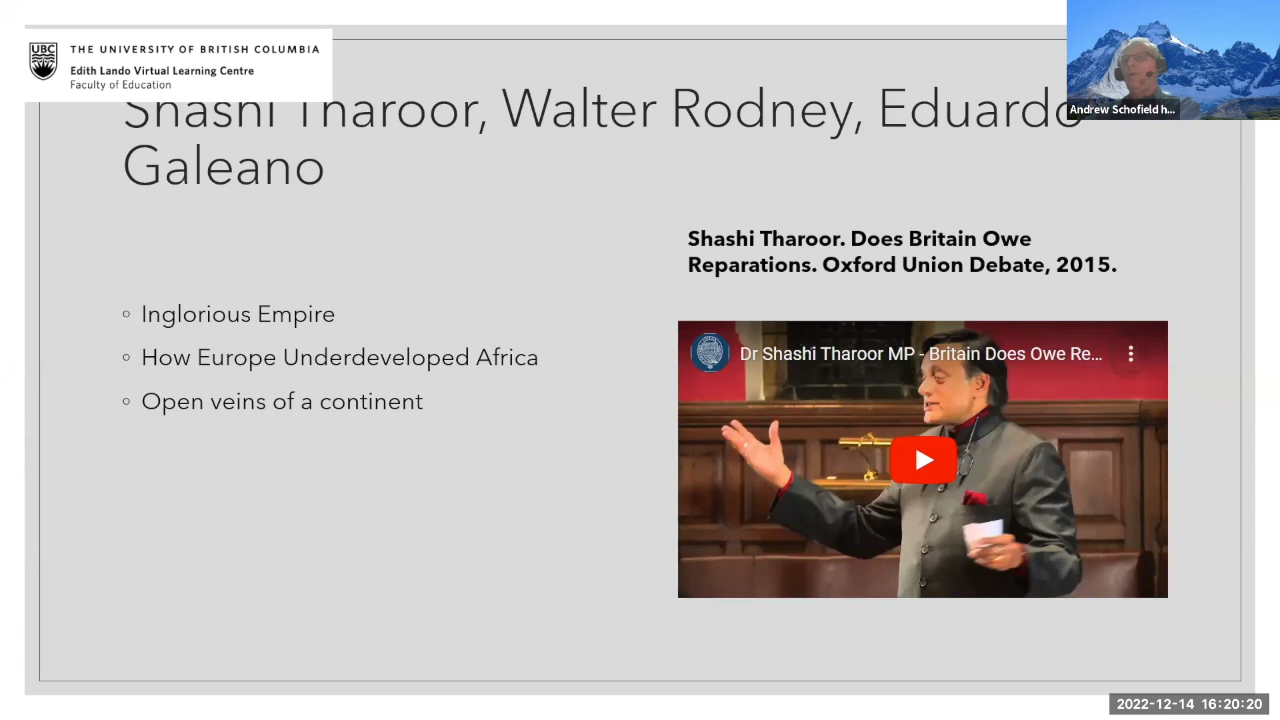 UBC
THE UNIVERSITY OF BRITISH COLUMBIA
Edith Lando Virtual Learning Centre
Faculty of Education
Andrew Schofield h...
Shashi Tharoor, Walter Rodney, Eduardo
Galeano
Shashi Tharoor. Does Britain Owe
Reparations. Oxford Union Debate, 2015.
◦ Inglorious Empire
◦ How Europe Underdeveloped Africa
◦ Open veins of a continent
Dr Shashi Tharoor MP - Britain Does Owe Re...
2022-12-14 16:20:20